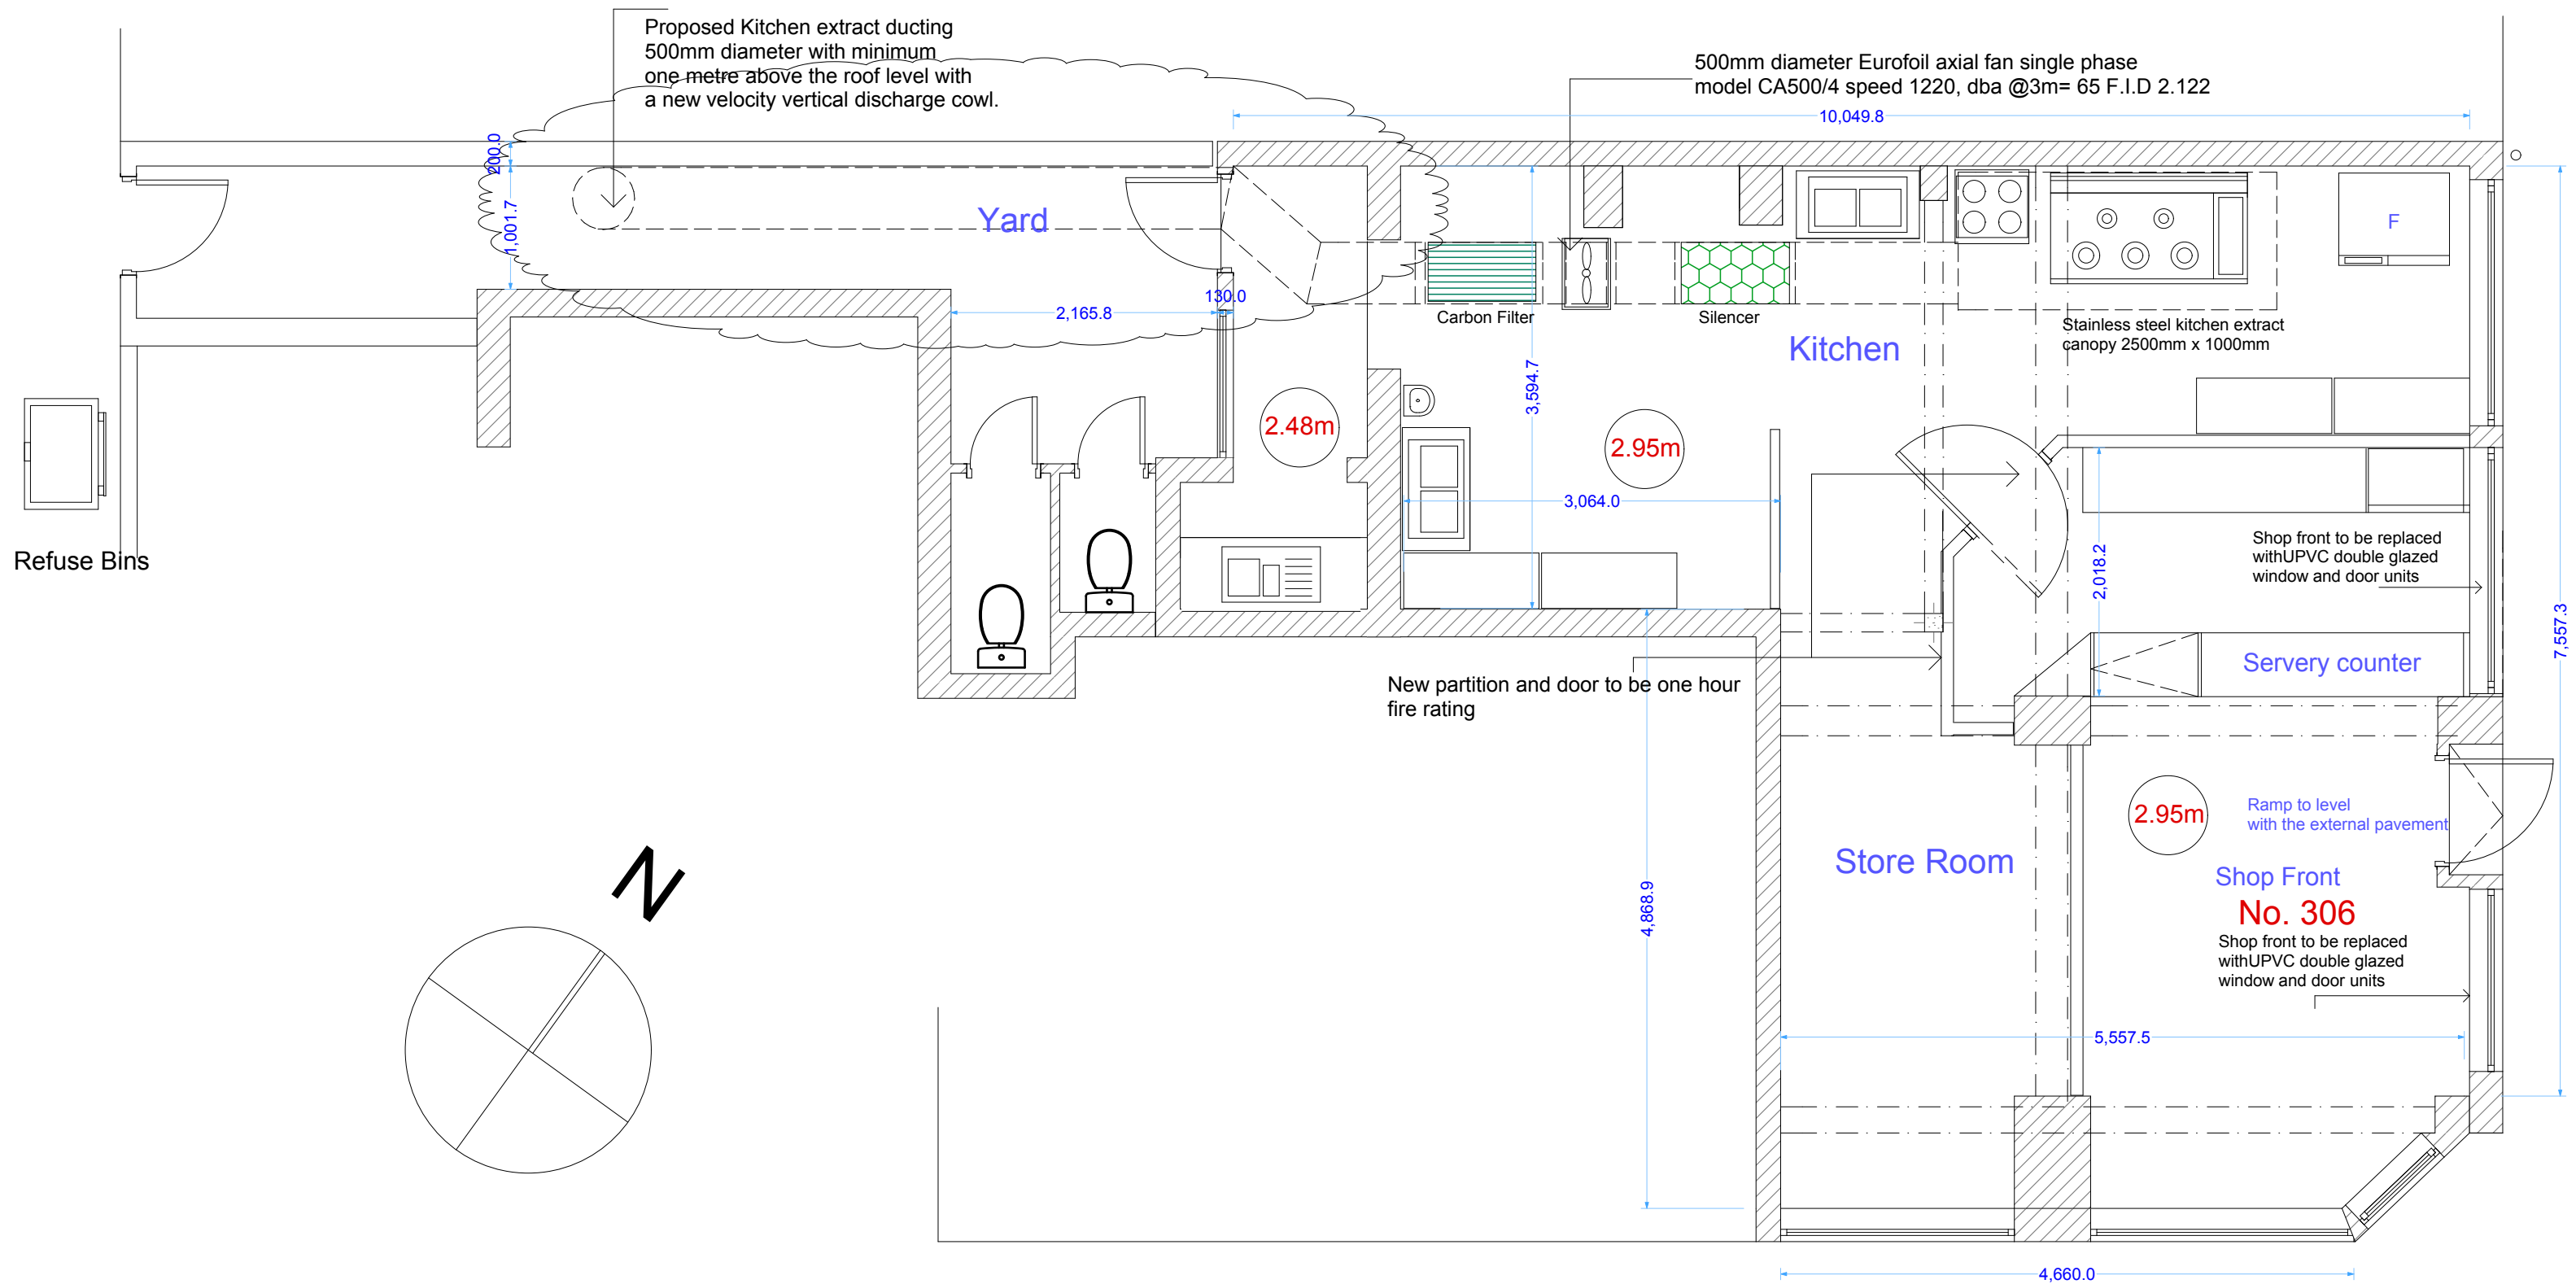 Proposed Kitchen extract ducting
500mm diameter with minimum
one metre above the roof level with
a new velocity vertical discharge cowl.
500mm diameter Eurofoil axial fan single phase
model CA500/4 speed 1220, dba @3m= 65 F.I.D 2.122
10,049.8
200.0
1,001.7
Yard
F
2,165.8
130.0
Carbon Filter
Silencer
Kitchen
Stainless steel kitchen extract
canopy 2500mm x 1000mm
3,594.7
2.48m
2.95m
3,064.0
Refuse Bins
Shop front to be replaced
withUPVC double glazed
window and door units
2,018.2
7,557.3
Servery counter
New partition and door to be one hour
fire rating
2.95m
Ramp to level
with the external pavement
Store Room
Shop Front
No. 306
Shop front to be replaced
withUPVC double glazed
window and door units
4,868.9
N
5,557.5
4,660.0